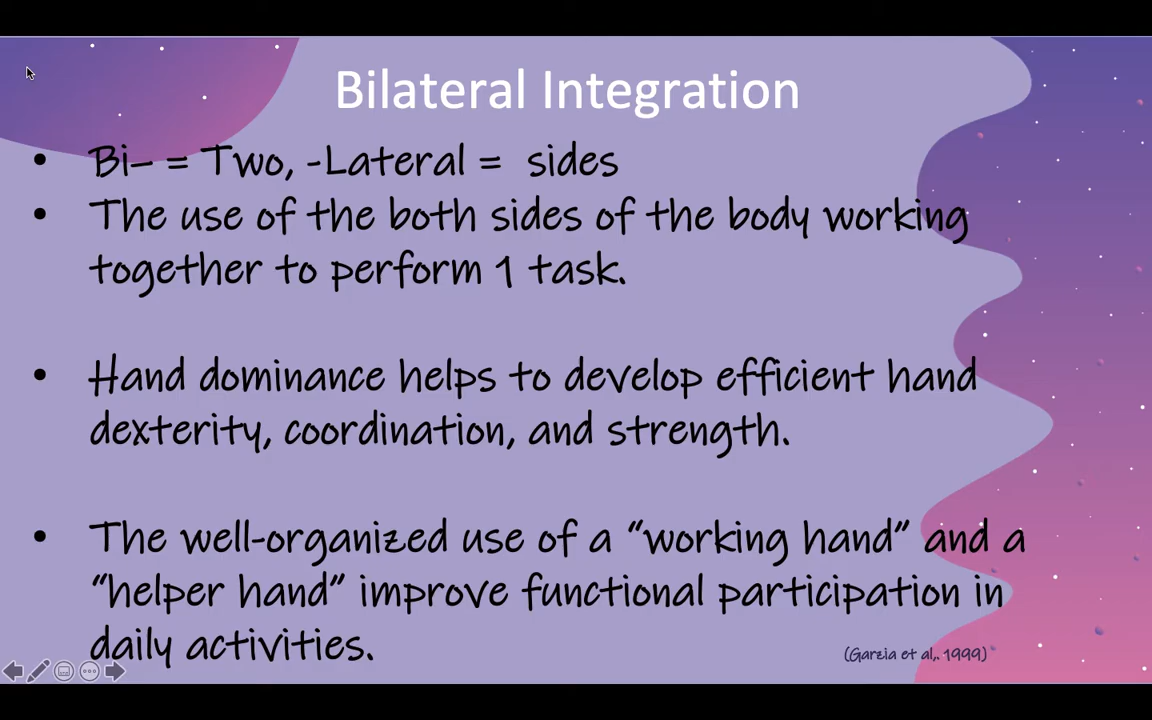 Bilateral Integration
• Bi– = Two, -Lateral = sides
• The use of the both sides of the body working
together to perform 1 task.
• Hand dominance helps to develop efficient hand
dexterity, coordination, and strength.
• The well-organized use of a “working hand” and a
“helper hand” improve functional participation in
daily activities.
(Garzia et al,. 1999)